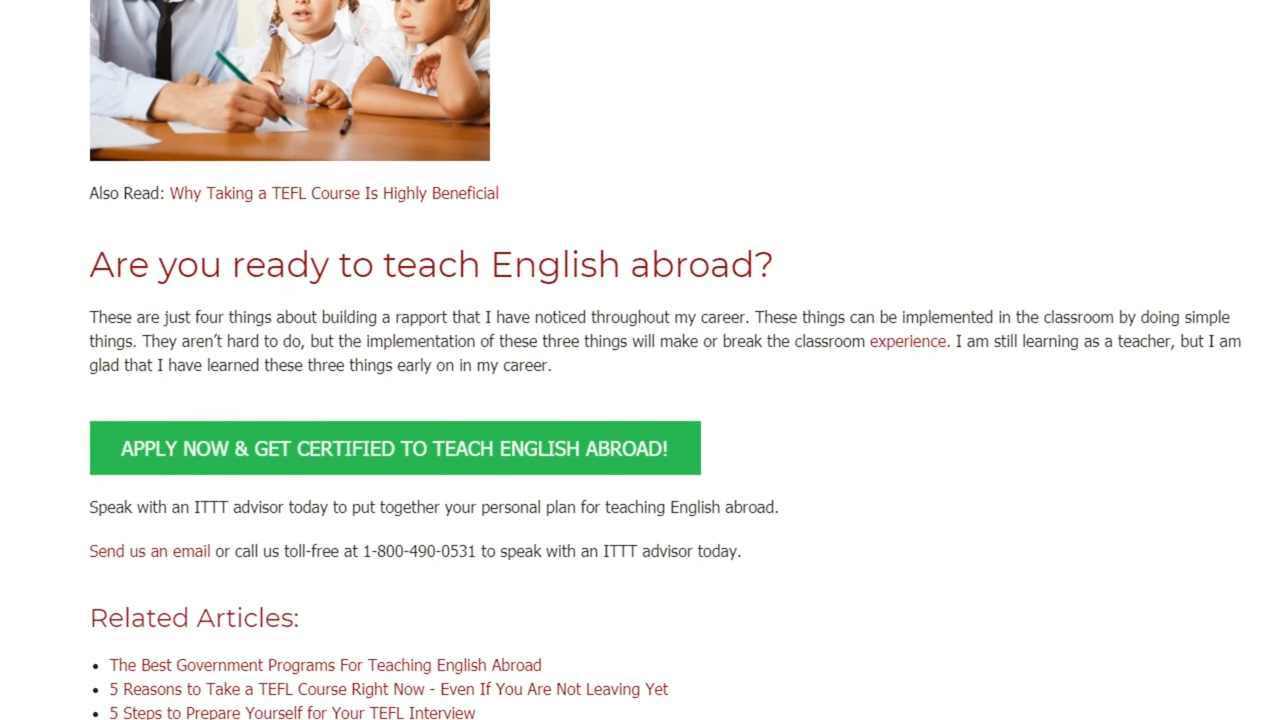 Also Read: Why Taking a TEFL Course Is Highly Beneficial
Are you ready to teach English abroad?
These are just four things about building a rapport that I have noticed throughout my career. These things can be implemented in the classroom by doing simple
things. They aren’t hard to do, but the implementation of these three things will make or break the classroom experience. I am still learning as a teacher, but I am
glad that I have learned these three things early on in my career.
APPLY NOW & GET CERTIFIED TO TEACH ENGLISH ABROAD!
Speak with an ITTT advisor today to put together your personal plan for teaching English abroad.
Send us an email or call us toll-free at 1-800-490-0531 to speak with an ITTT advisor today.
Related Articles:
• The Best Government Programs For Teaching English Abroad
• 5 Reasons to Take a TEFL Course Right Now - Even If You Are Not Leaving Yet
• 5 Steps to Prepare Yourself for Your TEFL Interview